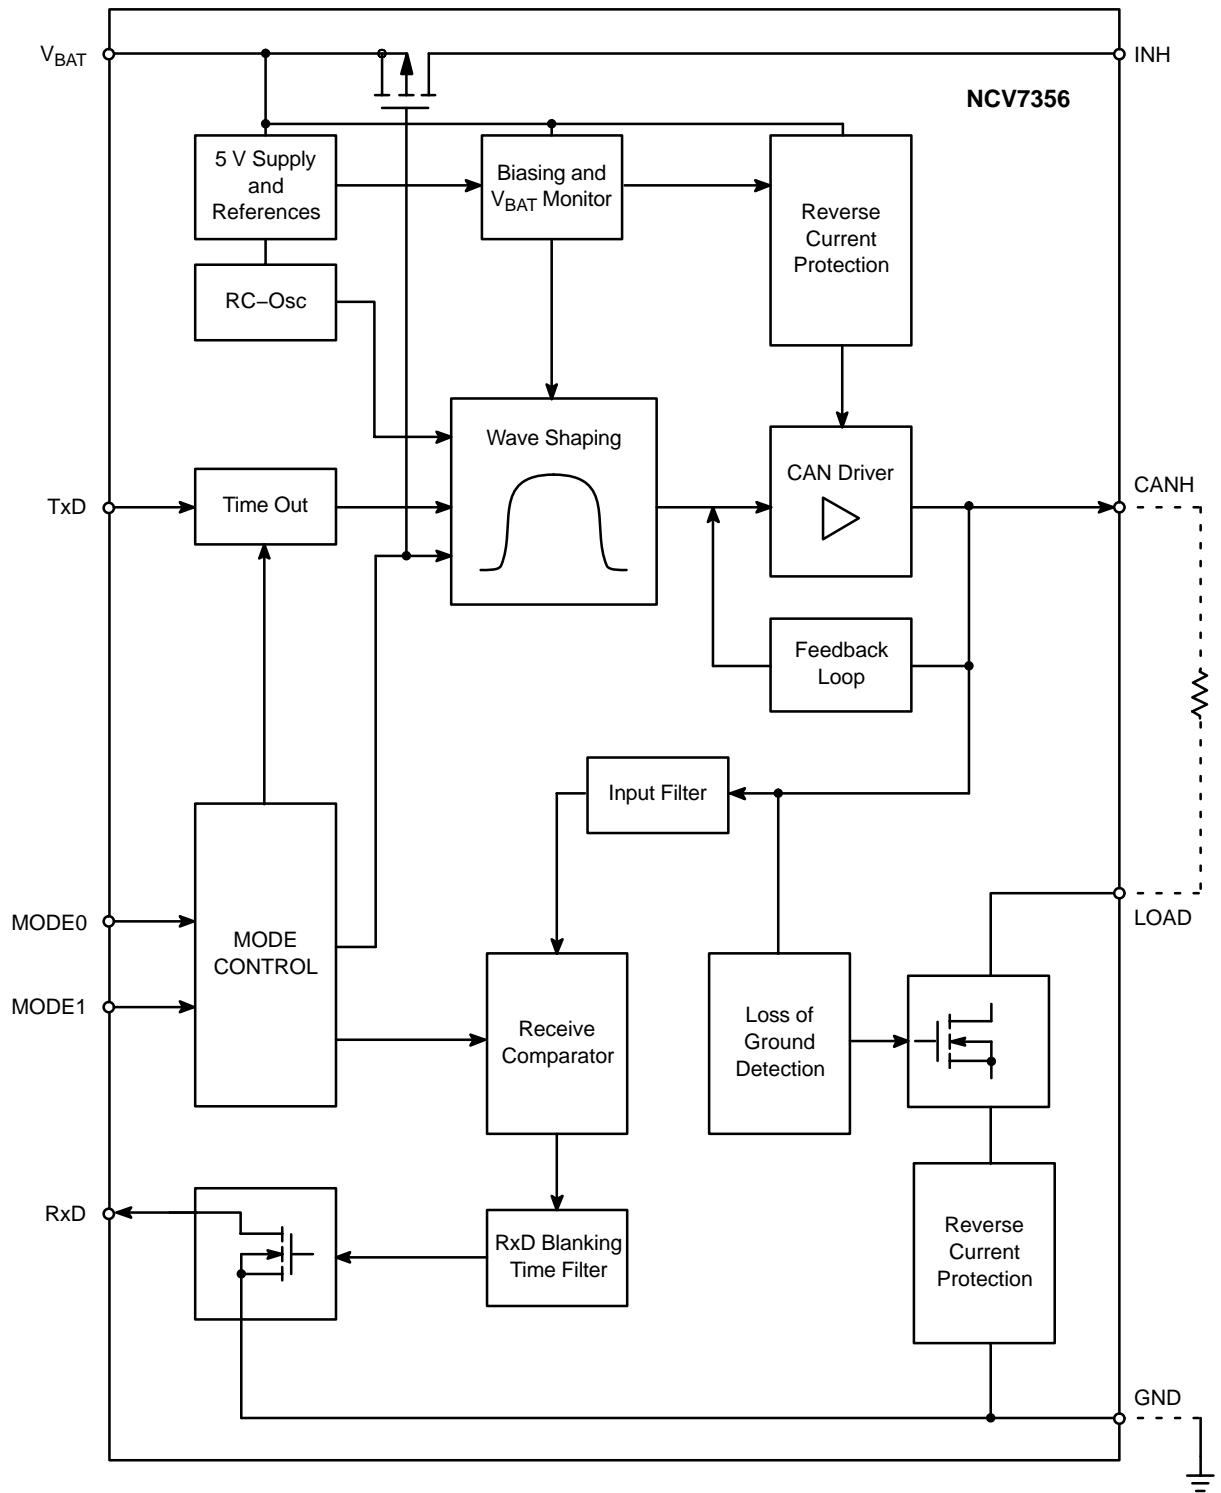 V_BAT
INH
NCV7356
5 V Supply
and
References
Biasing and
V_BAT Monitor
Reverse
Current
Protection
RC–Osc
Wave Shaping
CAN Driver
CANH
TxD
Time Out
Feedback
Loop
Input Filter
MODE0
LOAD
MODE
CONTROL
MODE1
Receive
Comparator
Loss of
Ground
Detection
RxD
RxD Blanking
Time Filter
Reverse
Current
Protection
GND